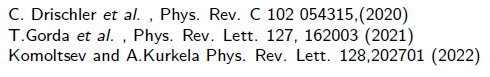 C. Drischler et al. , Phys. Rev. C 102 054315,(2020)
T.Gorda et al. , Phys. Rev. Lett. 127, 162003 (2021)
Komoltsev and A.Kurkela Phys. Rev. Lett. 128,202701 (2022)